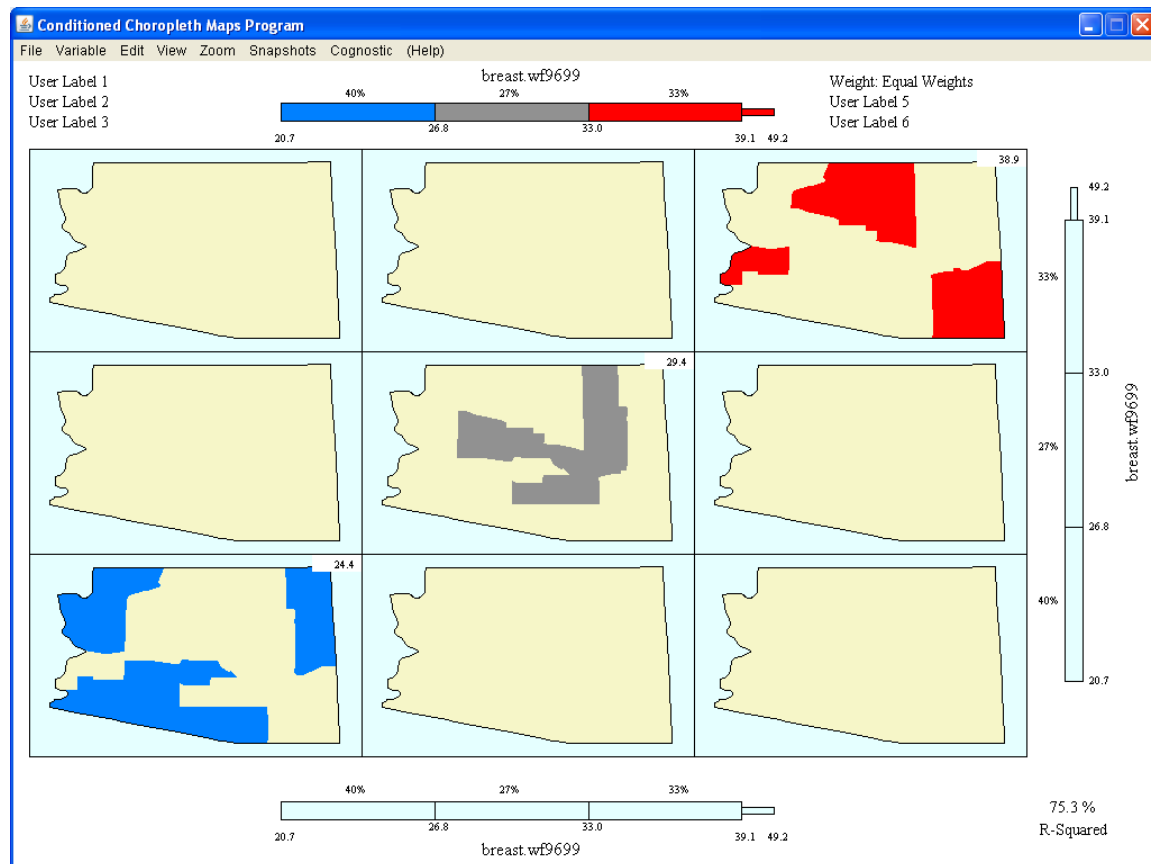 Conditioned Choropleth Maps Program
File Variable Edit View Zoom Snapshots Cognostic (Help)
User Label 1
User Label 2
User Label 3
breast.wf9699
40% 27% 33%
20.7 26.8 33.0 39.1 49.2
Weight: Equal Weights
User Label 5
User Label 6
38.9
29.4
24.4
49.2
39.1
33%
33.0
27%
26.8
40%
20.7
breast.wf9699
40% 27% 33%
20.7 26.8 33.0 39.1 49.2
breast.wf9699
75.3 %
R-Squared